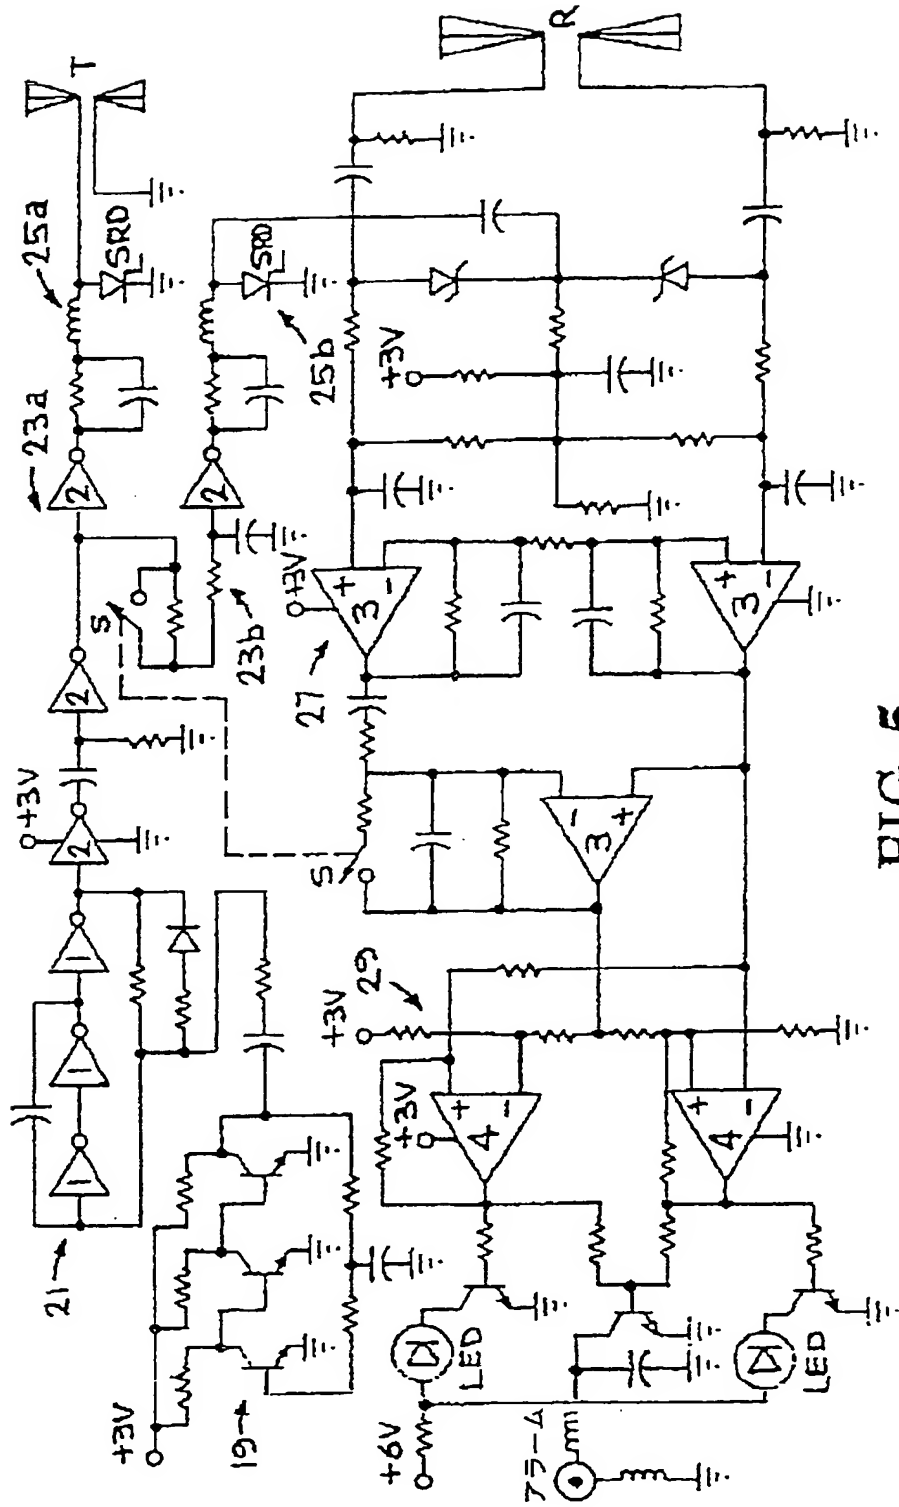 T
25a
SRD
23a
2
2
+3V
2
1
1
1
21
SRD
25b
2
23b
S
+3V
19
R
+3V
+3V
+
-
3
27
+
-
3
S
-
+
3
+3V
29
+3V
+
-
4
+
-
4
LED
LED
+6V
アラーム
FIG. 5